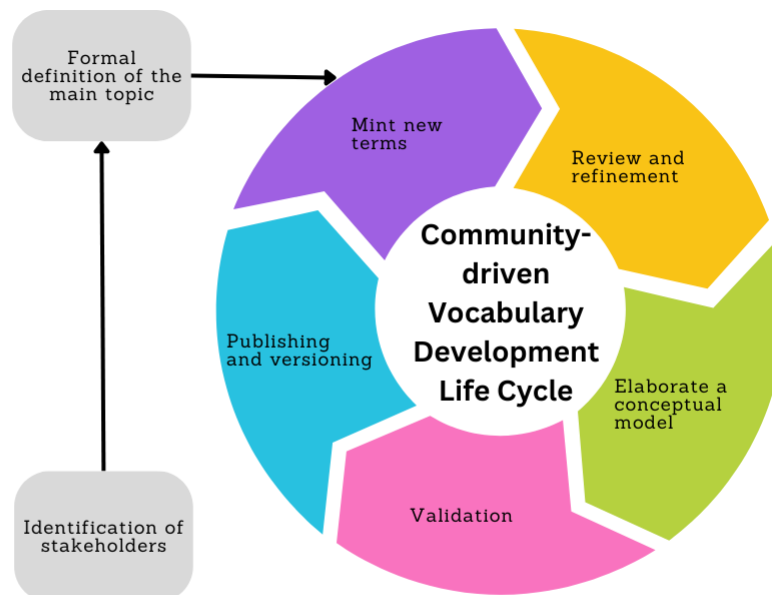 Formal
definition of the
main topic
Mint new
terms
Review and
refinement
Community-
driven
Vocabulary
Development
Life Cycle
Publishing
and versioning
Elaborate a
conceptual
model
Validation
Identification of
stakeholders